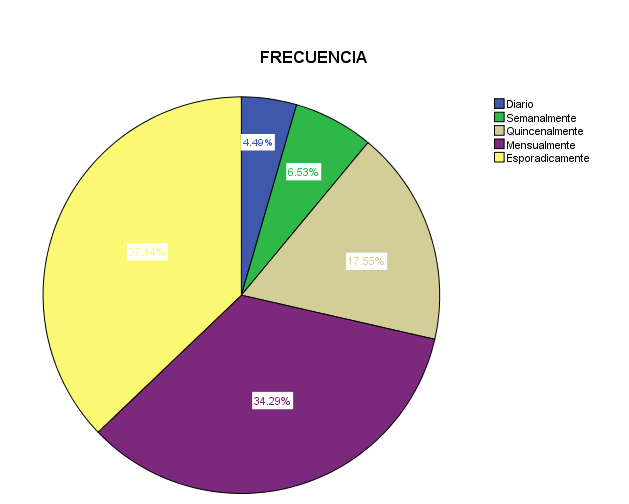 FRECUENCIA
Diario
Semanalmente
Quincenalmente
Mensualmente
Esporadicamente
4.49%
6.53%
37.14%
17.55%
34.29%